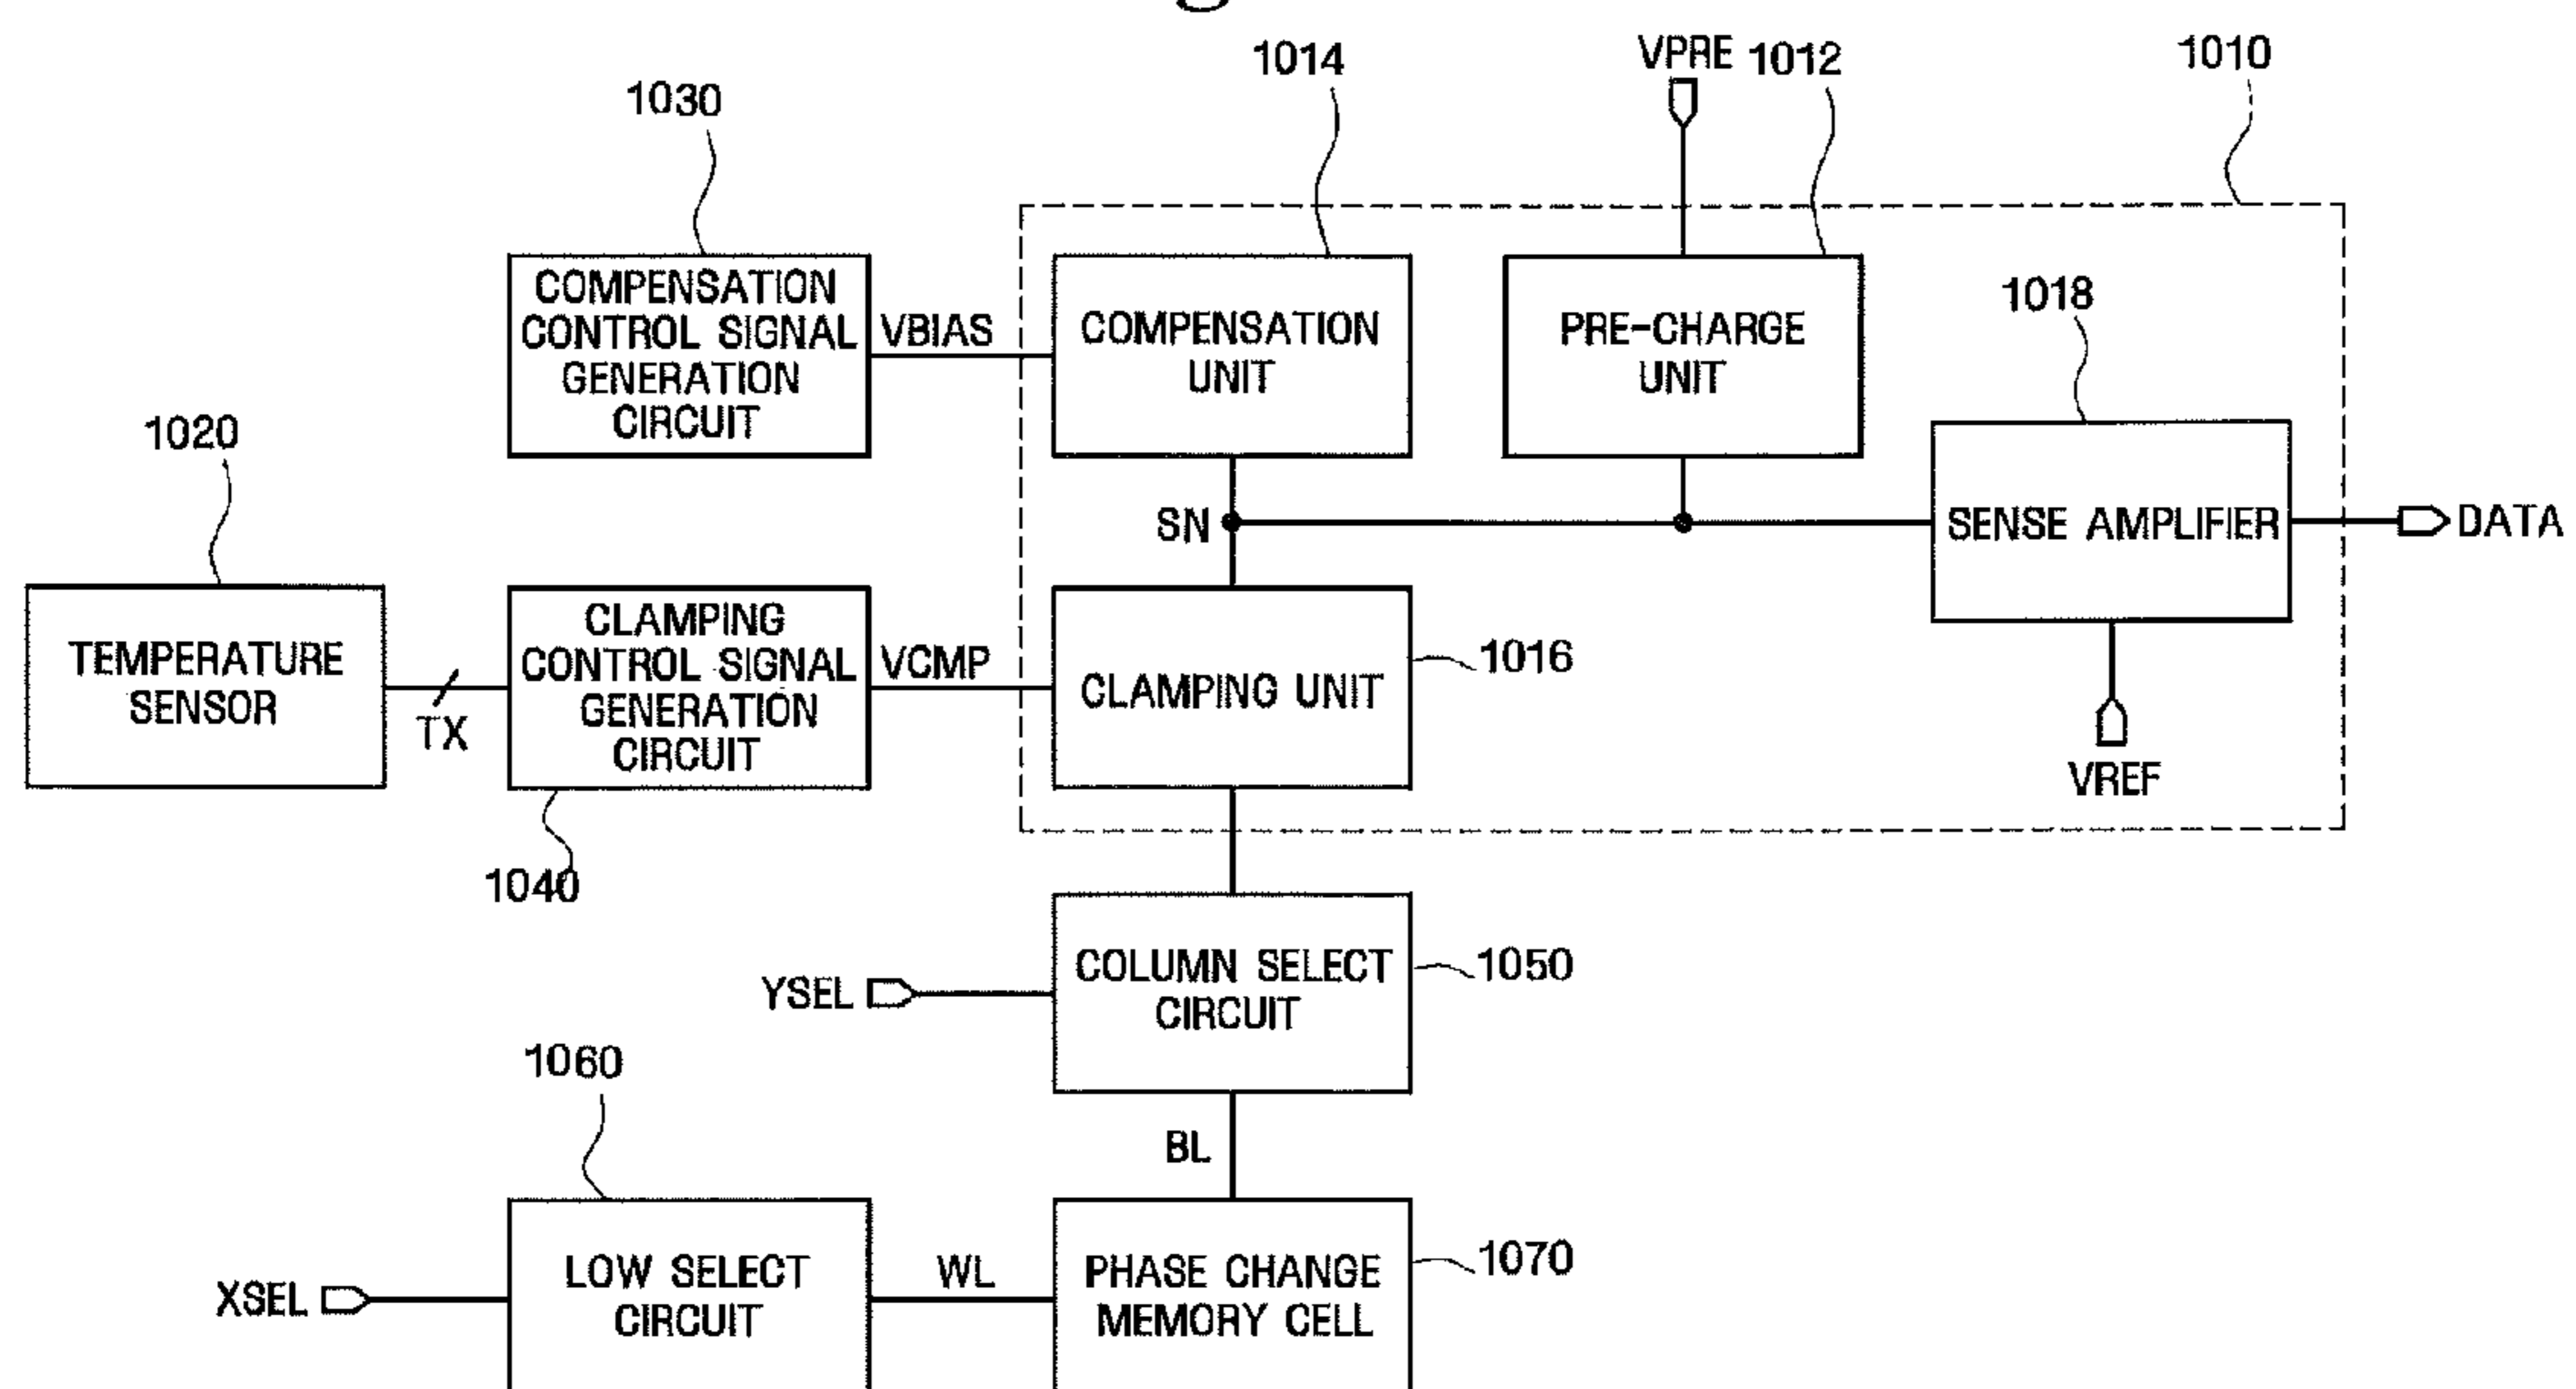 1014
VPRE
1012
1010
1030
COMPENSATION
CONTROL SIGNAL
GENERATION
CIRCUIT
VBIAS
COMPENSATION
UNIT
PRE-CHARGE
UNIT
1018
1020
SN
SENSE AMPLIFIER
DATA
TEMPERATURE
SENSOR
TX
CLAMPING
CONTROL SIGNAL
GENERATION
CIRCUIT
VCMP
CLAMPING UNIT
1016
VREF
1040
YSEL
COLUMN SELECT
CIRCUIT
1050
1060
BL
XSEL
LOW SELECT
CIRCUIT
WL
PHASE CHANGE
MEMORY CELL
1070